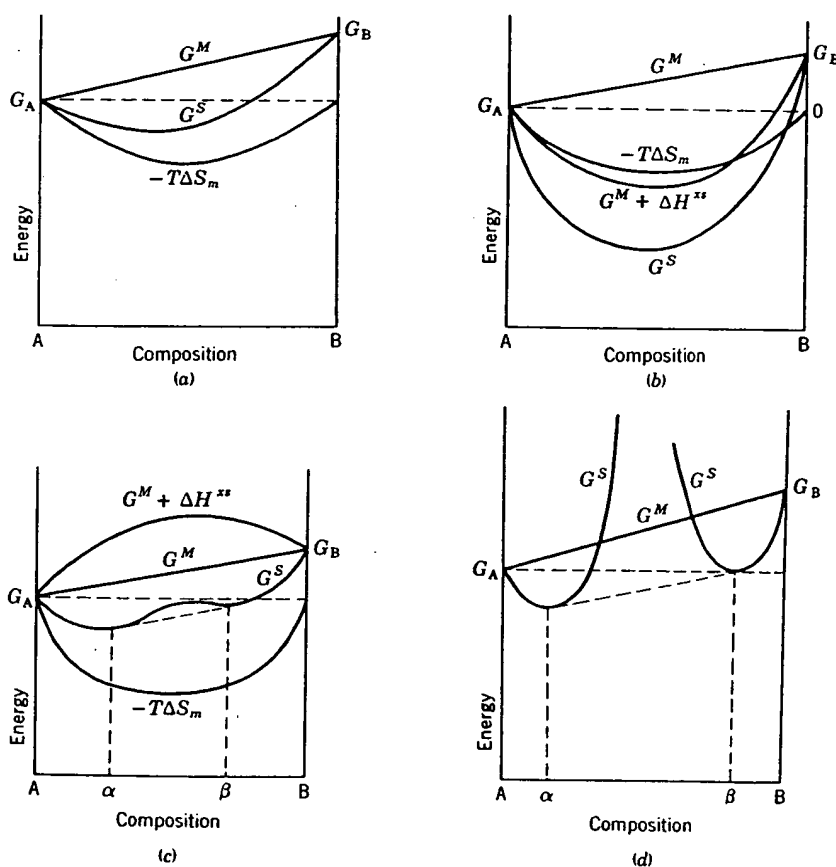 G_B
G^M
G_A
G^S
−TΔS_m
Energy
A
B
Composition
(a)
G^M
G_A
0
−TΔS_m
G^M + ΔH^xs
G^S
Energy
A
B
Composition
(b)
G^M + ΔH^xs
G^M
G_B
G^S
G_A
−TΔS_m
Energy
A
α
β
B
Composition
(c)
G^S
G^S
G^M
G_B
G_A
Energy
A
α
β
B
Composition
(d)